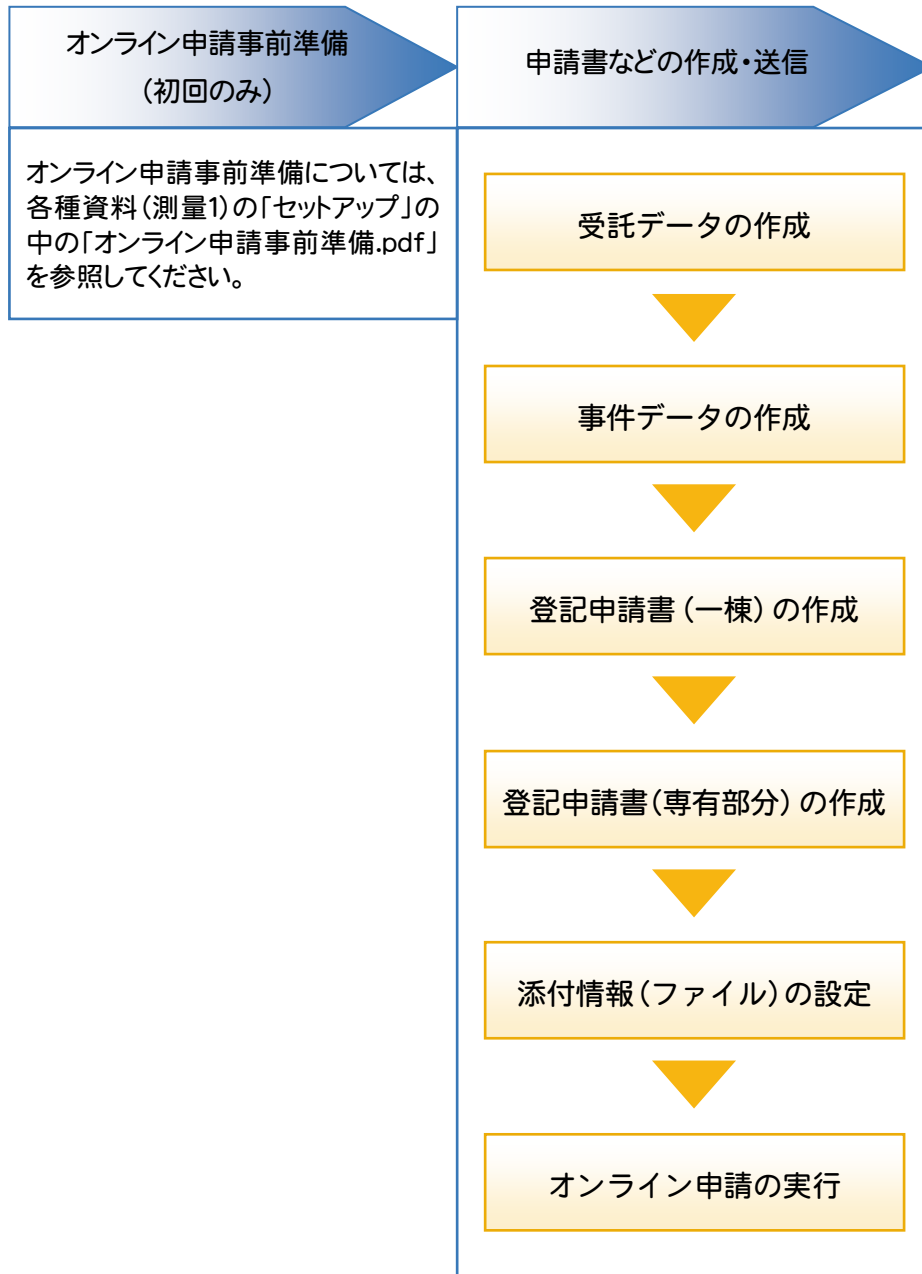 オンライン申請事前準備
(初回のみ)
オンライン申請事前準備については、
各種資料(測量1)の「セットアップ」の
中の「オンライン申請事前準備.pdf」
を参照してください。
申請書などの作成・送信
受託データの作成
事件データの作成
登記申請書(一棟)の作成
登記申請書(専有部分)の作成
添付情報(ファイル)の設定
オンライン申請の実行